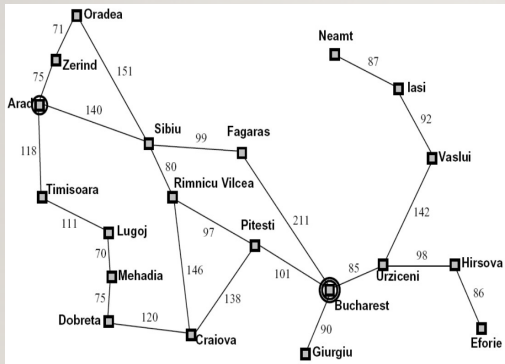 Oradea
71
Neamt
87
Zerind
151
Iasi
75
Arad
140
92
Sibiu
99
Fagaras
118
Vaslui
80
Timisoara
Rimnicu Vilcea
111
Lugoj
97
Pitesti
211
142
70
98
Hirsova
Mehadia
146
101
85
Urziceni
75
138
86
Bucharest
120
Dobreta
90
Craiova
Eforie
Giurgiu